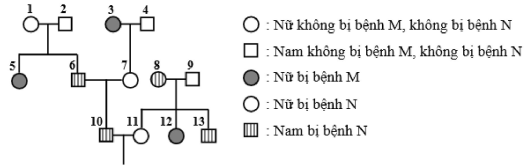 1 2 3 4
: Nữ không bị bệnh M, không bị bệnh N
: Nam không bị bệnh M, không bị bệnh N
5 6 7 8 9
: Nữ bị bệnh M
: Nữ bị bệnh N
10 11 12 13
: Nam bị bệnh N